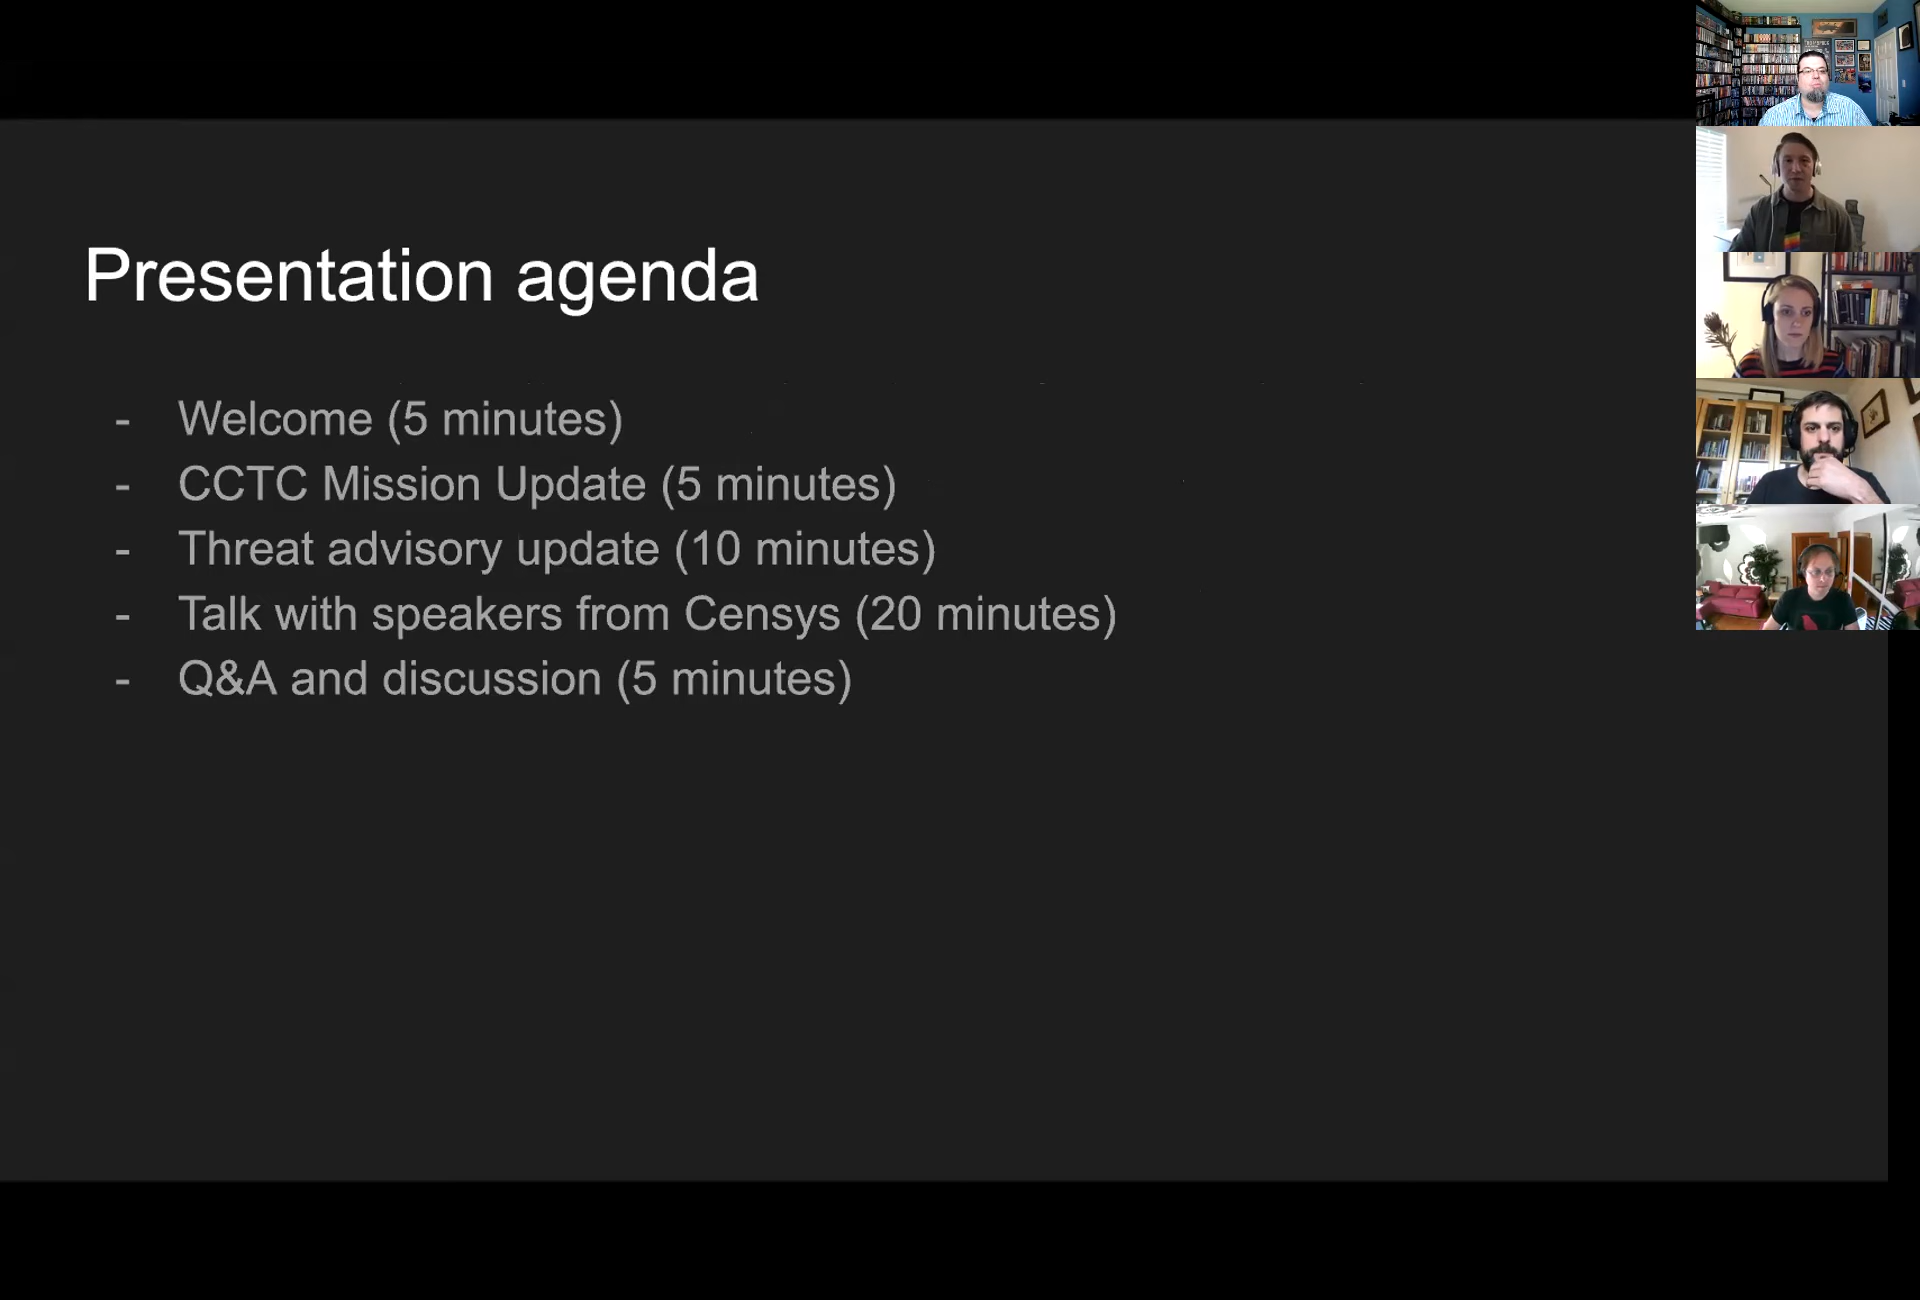 Presentation agenda
- Welcome (5 minutes)
- CCTC Mission Update (5 minutes)
- Threat advisory update (10 minutes)
- Talk with speakers from Censys (20 minutes)
- Q&A and discussion (5 minutes)